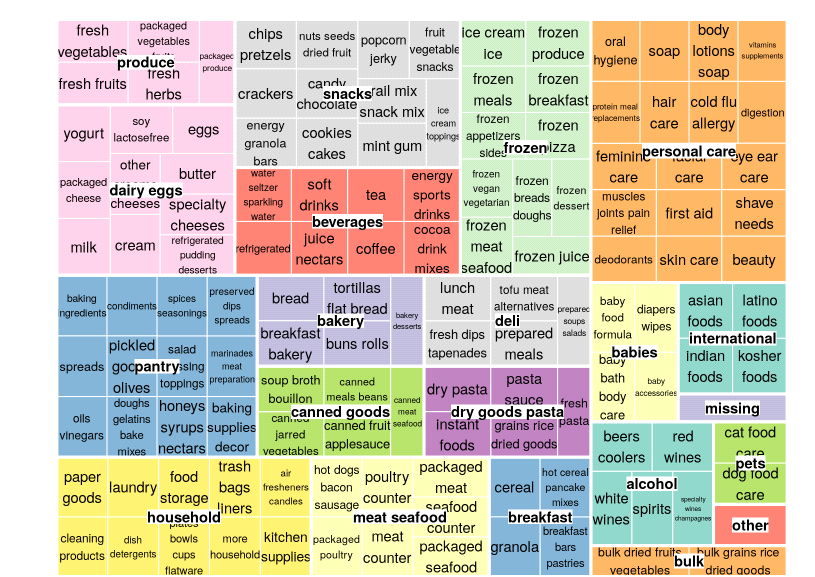 fresh
vegetables
packaged
vegetables
fruits
packaged
produce
fresh fruits
fresh
herbs
produce
yogurt
soy
lactosefree
eggs
packaged
cheese
other
cheeses
butter
specialty
cheeses
milk
cream
refrigerated
pudding
desserts
dairy eggs
chips
pretzels
nuts seeds
dried fruit
popcorn
jerky
fruit
vegetable
snacks
crackers
candy
chocolate
trail mix
snack mix
ice
cream
toppings
energy
granola
bars
cookies
cakes
mint gum
snacks
water
seltzer
sparkling
water
soft
drinks
tea
energy
sports
drinks
refrigerated
juice
nectars
coffee
cocoa
drink
mixes
beverages
ice cream
ice
frozen
produce
frozen
meals
frozen
breakfast
frozen
appetizers
sides
frozen
pizza
frozen
vegan
vegetarian
frozen
breads
doughs
frozen
dessert
frozen
meat
seafood
frozen juice
frozen
oral
hygiene
soap
body
lotions
soap
vitamins
supplements
protein meal
replacements
hair
care
cold flu
allergy
digestion
feminine
care
facial
care
eye ear
care
muscles
joints pain
relief
first aid
shave
needs
deodorants
skin care
beauty
personal care
baking
ingredients
condiments
spices
seasonings
preserved
dips
spreads
spreads
pickled
goods
olives
salad
dressing
toppings
marinades
meat
preparation
oils
vinegars
doughs
gelatins
bake
mixes
honeys
syrups
nectars
baking
supplies
decor
pantry
bread
tortillas
flat bread
bakery
desserts
breakfast
bakery
buns rolls
bakery
lunch
meat
tofu meat
alternatives
prepared
soups
salads
fresh dips
tapenades
prepared
meals
deli
soup broth
bouillon
canned
meals beans
canned
meat
seafood
canned
jarred
vegetables
canned fruit
applesauce
canned goods
dry pasta
pasta
sauce
fresh
pasta
instant
foods
grains rice
dried goods
dry goods pasta
baby
food
formula
diapers
wipes
baby
bath
body
care
baby
accessories
babies
asian
foods
latino
foods
indian
foods
kosher
foods
international
missing
paper
goods
laundry
food
storage
trash
bags
liners
air
fresheners
candles
cleaning
products
dish
detergents
plates
bowls
cups
flatware
more
household
kitchen
supplies
household
hot dogs
bacon
sausage
poultry
counter
packaged
meat
seafood
counter
packaged
poultry
meat
counter
packaged
seafood
meat seafood
cereal
hot cereal
pancake
mixes
granola
breakfast
bars
pastries
breakfast
beers
coolers
red
wines
white
wines
spirits
specialty
wines
champagnes
alcohol
cat food
care
dog food
care
pets
other
bulk dried fruits
vegetables
bulk grains rice
dried goods
bulk